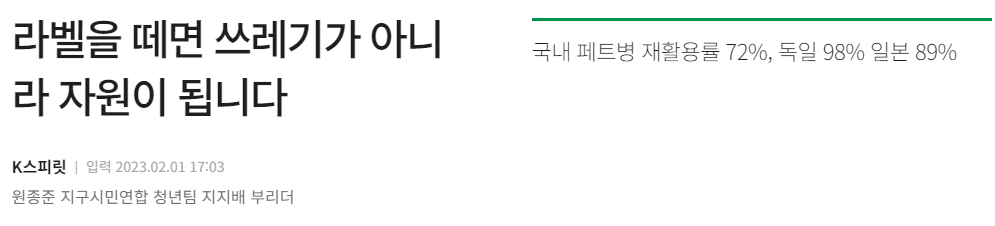 라벨을 떼면 쓰레기가 아니
라 자원이 됩니다
국내 페트병 재활용률 72%, 독일 98% 일본 89%
K스피릿 | 입력 2023.02.01 17:03
원종준 지구시민연합 청년팀 지지배 부리더